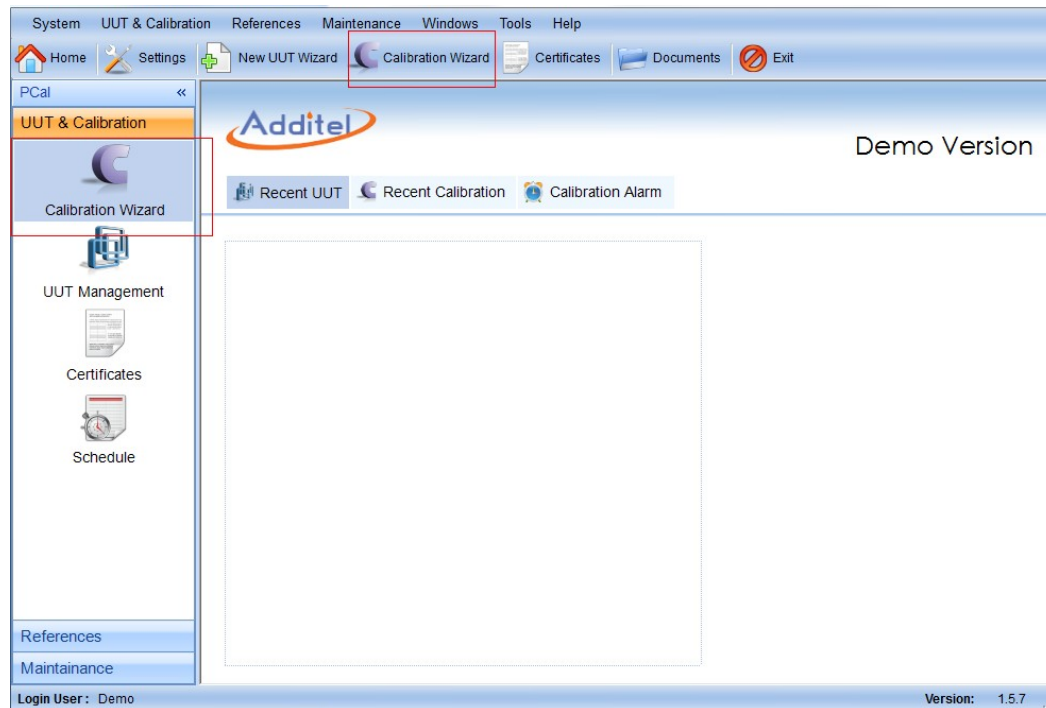 System UUT & Calibration References Maintenance Windows Tools Help
Home Settings New UUT Wizard Calibration Wizard Certificates Documents Exit
PCal «
UUT & Calibration
Calibration Wizard
UUT Management
Certificates
Schedule
References
Maintainance
Additel
Demo Version
Recent UUT Recent Calibration Calibration Alarm
Login User: Demo Version: 1.5.7